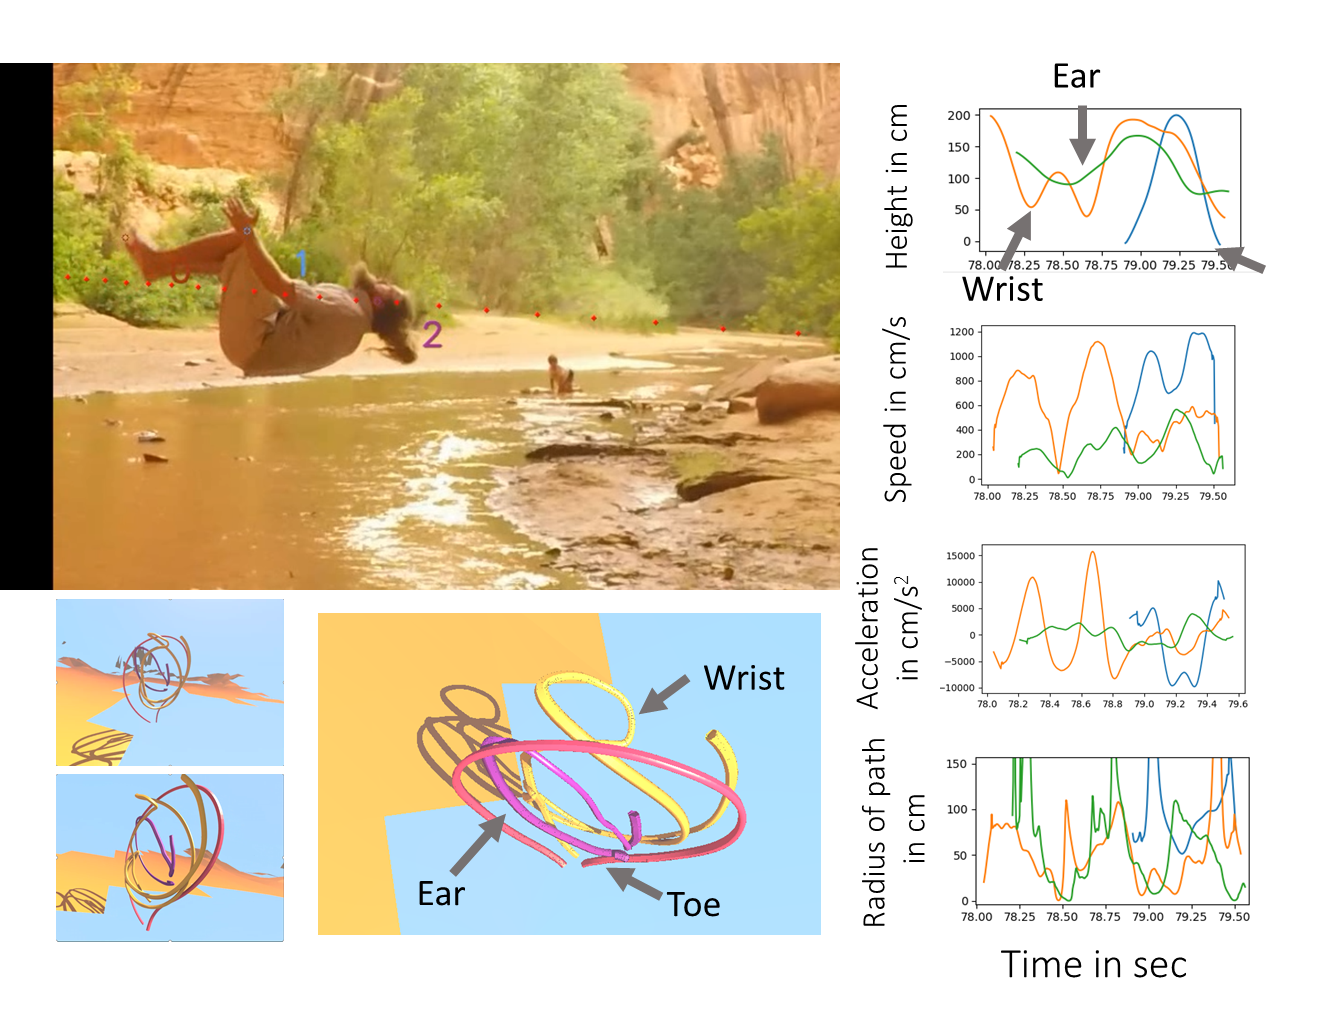 Ear
Height in cm
200
150
100
50
0
78.00 78.25 78.50 78.75 79.00 79.25 79.50
Wrist
Speed in cm/s
1200
1000
800
600
400
200
0
78.00 78.25 78.50 78.75 79.00 79.25 79.50
Acceleration
in cm/s²
15000
10000
5000
0
−5000
−10000
78.0 78.2 78.4 78.6 78.8 79.0 79.2 79.4 79.6
Radius of path
in cm
150
100
50
0
78.00 78.25 78.50 78.75 79.00 79.25 79.50
Time in sec
0
1
2
Wrist
Ear
Toe